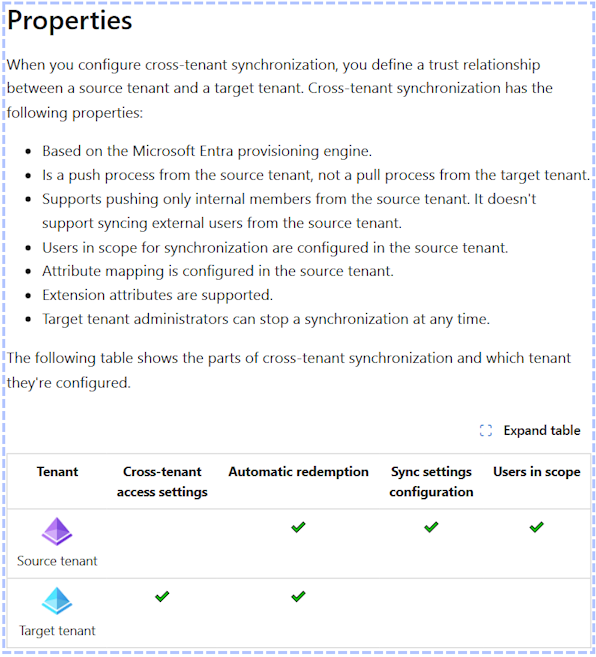 Properties
When you configure cross-tenant synchronization, you define a trust relationship
between a source tenant and a target tenant. Cross-tenant synchronization has the
following properties:
• Based on the Microsoft Entra provisioning engine.
• Is a push process from the source tenant, not a pull process from the target tenant.
• Supports pushing only internal members from the source tenant. It doesn't
support syncing external users from the source tenant.
• Users in scope for synchronization are configured in the source tenant.
• Attribute mapping is configured in the source tenant.
• Extension attributes are supported.
• Target tenant administrators can stop a synchronization at any time.
The following table shows the parts of cross-tenant synchronization and which tenant
they're configured.
Expand table
Tenant Cross-tenant Automatic redemption Sync settings Users in scope
access settings configuration
✔ ✔ ✔
Source tenant
✔ ✔
Target tenant